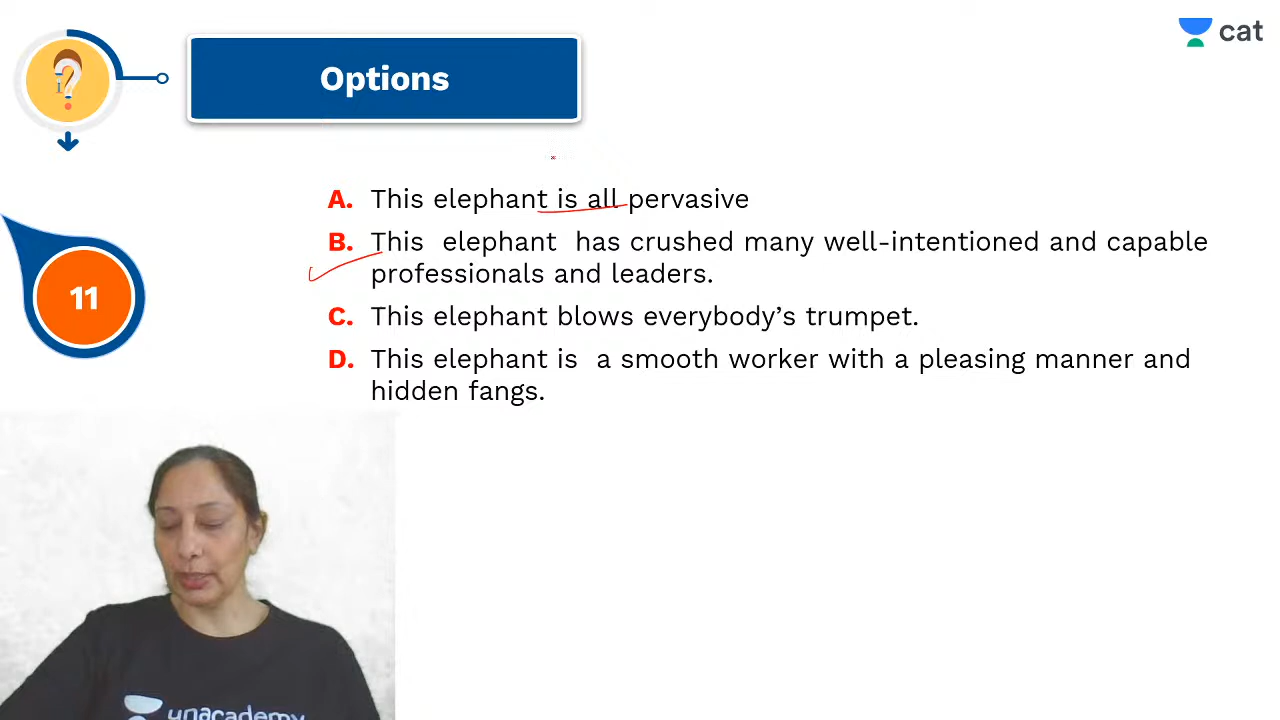 cat
Options
A. This elephant is all pervasive
B. This elephant has crushed many well-intentioned and capable
professionals and leaders.
11
C. This elephant blows everybody's trumpet.
D. This elephant is a smooth worker with a pleasing manner and
hidden fangs.
unacademy